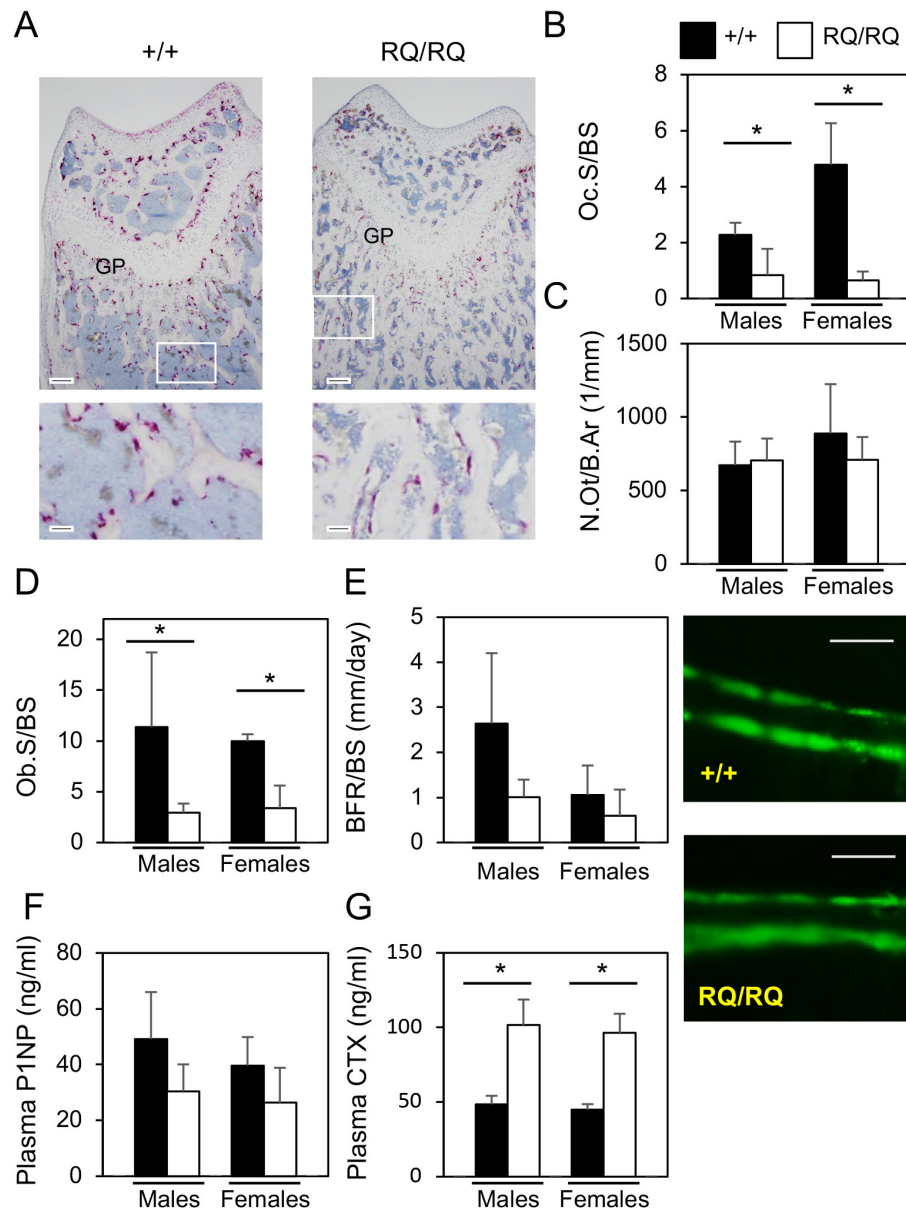 A
+/+
RQ/RQ
GP
GP
B
+/+
RQ/RQ
Oc.S/BS
8
6
4
2
0
*
*
Males
Females
C
N.Ot/B.Ar (1/mm)
1500
1000
500
0
Males
Females
D
Ob.S/BS
20
15
10
5
0
*
*
Males
Females
E
BFR/BS (mm/day)
5
4
3
2
1
0
Males
Females
+/+
RQ/RQ
F
Plasma P1NP (ng/ml)
80
60
40
20
0
Males
Females
G
Plasma CTX (ng/ml)
150
100
50
0
*
*
Males
Females